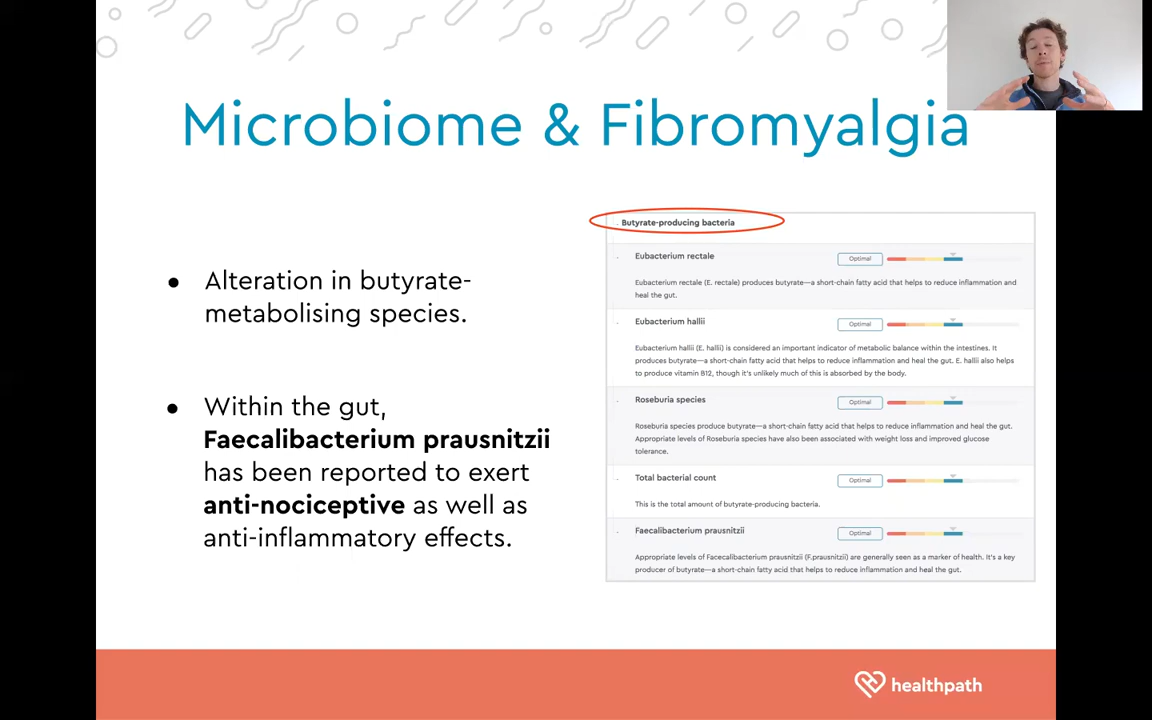 Microbiome & Fibromyalgia
● Alteration in butyrate-
metabolising species.
● Within the gut,
Faecalibacterium prausnitzii
has been reported to exert
anti-nociceptive as well as
anti-inflammatory effects.
Butyrate-producing bacteria
Eubacterium rectale
Optimal
Eubacterium rectale (E. rectale) produces butyrate—a short-chain fatty acid that helps to reduce inflammation and
heal the gut.
Eubacterium hallii
Optimal
Eubacterium hallii (E. hallii) is considered an important indicator of metabolic balance within the intestines. It
produces butyrate—a short-chain fatty acid that helps to reduce inflammation and heal the gut. E. hallii also helps
to produce vitamin B12, though it's unlikely much of this is absorbed by the body.
Roseburia species
Optimal
Roseburia species produce butyrate—a short-chain fatty acid that helps to reduce inflammation and heal the gut.
Appropriate levels of Roseburia species have also been associated with weight loss and improved glucose
tolerance.
Total bacterial count
Optimal
This is the total amount of butyrate-producing bacteria.
Faecalibacterium prausnitzii
Optimal
Appropriate levels of Facecalibacterium prausnitzii (F.prausnitzii) are generally seen as a marker of health. It's a key
producer of butyrate—a short-chain fatty acid that helps to reduce inflammation and heal the gut.
healthpath